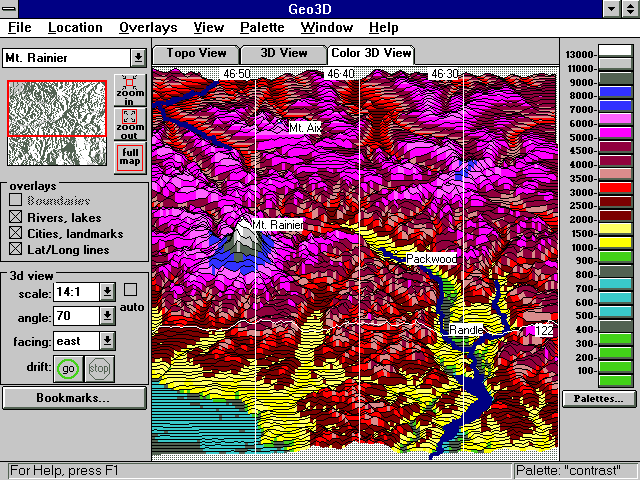 Geo3D
File Location Overlays View Palette Window Help
Mt. Rainier
zoom in
zoom out
full map
overlays
Boundaries
Rivers, lakes
Cities, landmarks
Lat/Long lines
3d view
scale: 14:1
auto
angle: 70
facing: east
drift: go stop
Bookmarks...
Topo View 3D View Color 3D View
46:50 46:40 46:30
Mt. Aix
Mt. Rainier
Packwood
Randle
122
13000
11000
9000
8000
7000
6000
5000
4500
4000
3500
3000
2500
2000
1500
1000
900
800
700
600
500
400
300
200
100
Palettes...
For Help, press F1
Palette: "contrast"